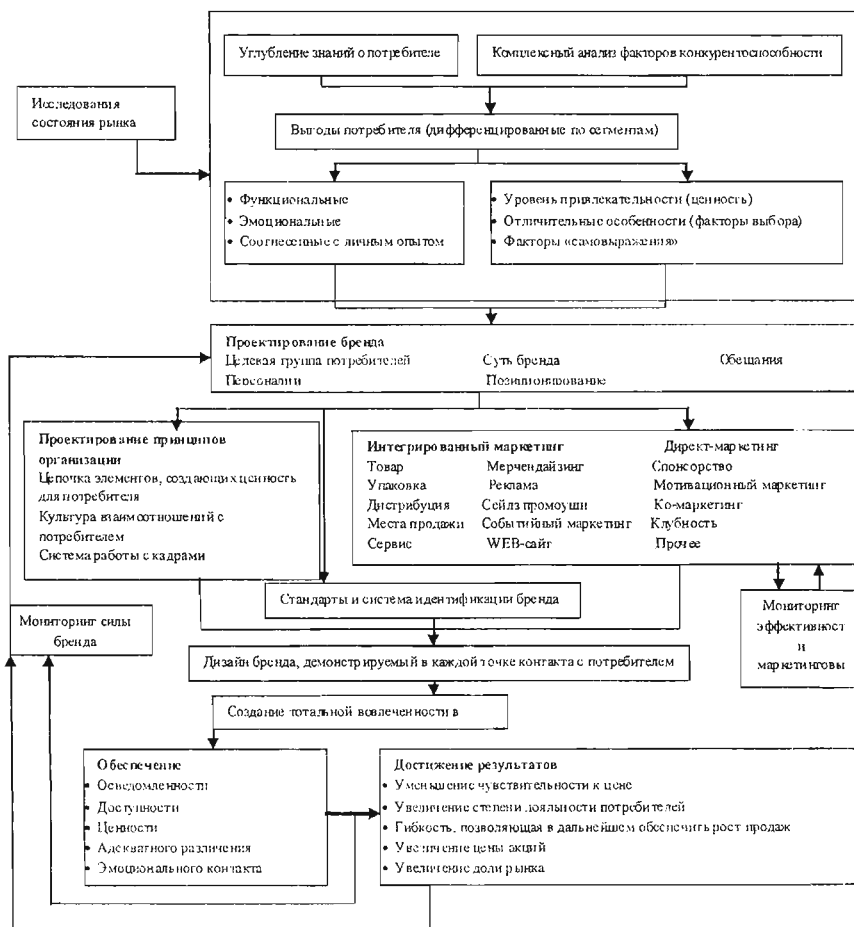 Углубление знаний о потребителе
Комплексный анализ факторов конкурентоспособности
Исследования
состояния рынка
Выгоды потребителя (дифференцированные по сегментам)
• Функциональные
• Эмоциональные
• Соотнесенные с личным опытом
• Уровень привлекательности (ценность)
• Отличительные особенности (факторы выбора)
• Факторы «самовыражения»
Проектирование бренда
Целевая группа потребителей Суть бренда Обещания
Персоналии Позиционирование
Проектирование принципов
организации
Цепочка элементов, создающих ценность
для потребителя
Культура взаимоотношений с
потребителем
Система работы с кадрами
Интегрированный маркетинг Директ-маркетинг
Товар Мерчендайзинг Спонсорство
Упаковка Реклама Мотивационный маркетинг
Дистрибуция Сейлз промоушн Ко-маркетинг
Места продажи Событийный маркетинг Клубность
Сервис WEB-сайт Прочее
Стандарты и система идентификации бренда
Мониторинг силы
бренда
Мониторинг
эффективност
и
маркетинговы
Дизайн бренда, демонстрируемый в каждой точке контакта с потребителем
Создание тотальной вовлеченности в
Обеспечение
• Осведомленности
• Доступности
• Ценности
• Адекватного различения
• Эмоционального контакта
Достижение результатов
• Уменьшение чувствительности к цене
• Увеличение степени лояльности потребителей
• Гибкость, позволяющая в дальнейшем обеспечить рост продаж
• Увеличение цены акций
• Увеличение доли рынка